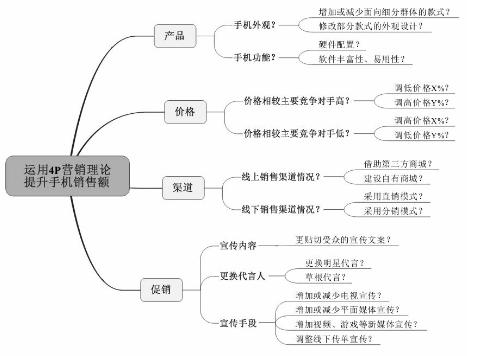 运用4P营销理论
提升手机销售额
产品
手机外观？
增加或减少面向细分群体的款式？
修改部分款式的外观设计？
手机功能？
硬件配置？
软件丰富性、易用性？
价格
价格相较主要竞争对手高？
调低价格X%？
调高价格Y%？
价格相较主要竞争对手低？
调高价格X%？
调低价格Y%？
渠道
线上销售渠道情况？
借助第三方商城？
建设自有商城？
线下销售渠道情况？
采用直销模式？
采用分销模式？
促销
宣传内容
更贴切受众的宣传文案？
更换代言人
更换明星代言？
草根代言？
宣传手段
增加或减少电视宣传？
增加或减少平面媒体宣传？
增加视频、游戏等新媒体宣传？
调整线下传单宣传？